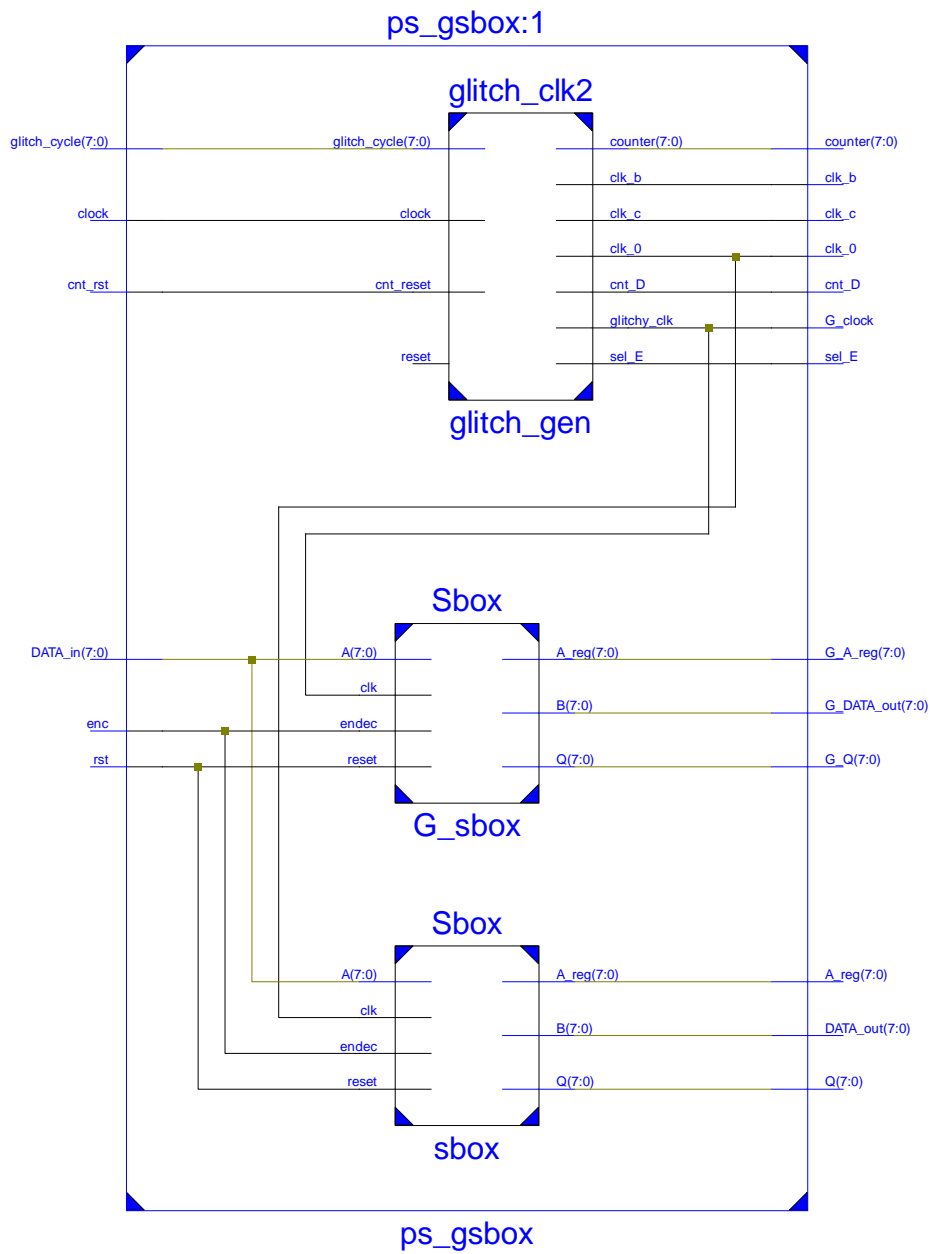 ps_gsbox:1
glitch_clk2
glitch_cycle(7:0) glitch_cycle(7:0) counter(7:0) counter(7:0)
clk_b clk_b
clock clock clk_c clk_c
clk_0 clk_0
cnt_rst cnt_reset cnt_D cnt_D
glitchy_clk G_clock
reset sel_E sel_E
glitch_gen
Sbox
DATA_in(7:0) A(7:0) A_reg(7:0) G_A_reg(7:0)
clk
B(7:0) G_DATA_out(7:0)
enc endec
rst reset Q(7:0) G_Q(7:0)
G_sbox
Sbox
A(7:0) A_reg(7:0) A_reg(7:0)
clk
B(7:0) DATA_out(7:0)
endec
reset Q(7:0) Q(7:0)
sbox
ps_gsbox